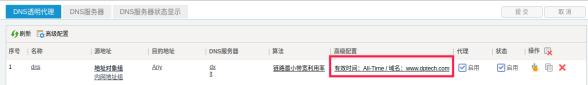 DNS透明代理 DNS服务器 DNS服务器状态显示 提交 取消
刷新 高级配置
序号 名称 源地址 目的地址 DNS服务器 算法 高级配置 代理 状态 操作
1 dns 地址对象组 Any dx 链路最小带宽利用率 有效时间：All-Time / 域名：www.dptech.com 启用 启用
内网地址组